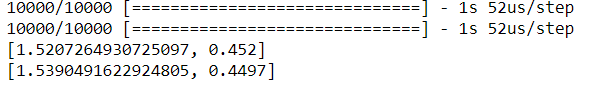 10000/10000 [==============================] - 1s 52us/step
10000/10000 [==============================] - 1s 52us/step
[1.5207264930725097, 0.452]
[1.5390491622924805, 0.4497]